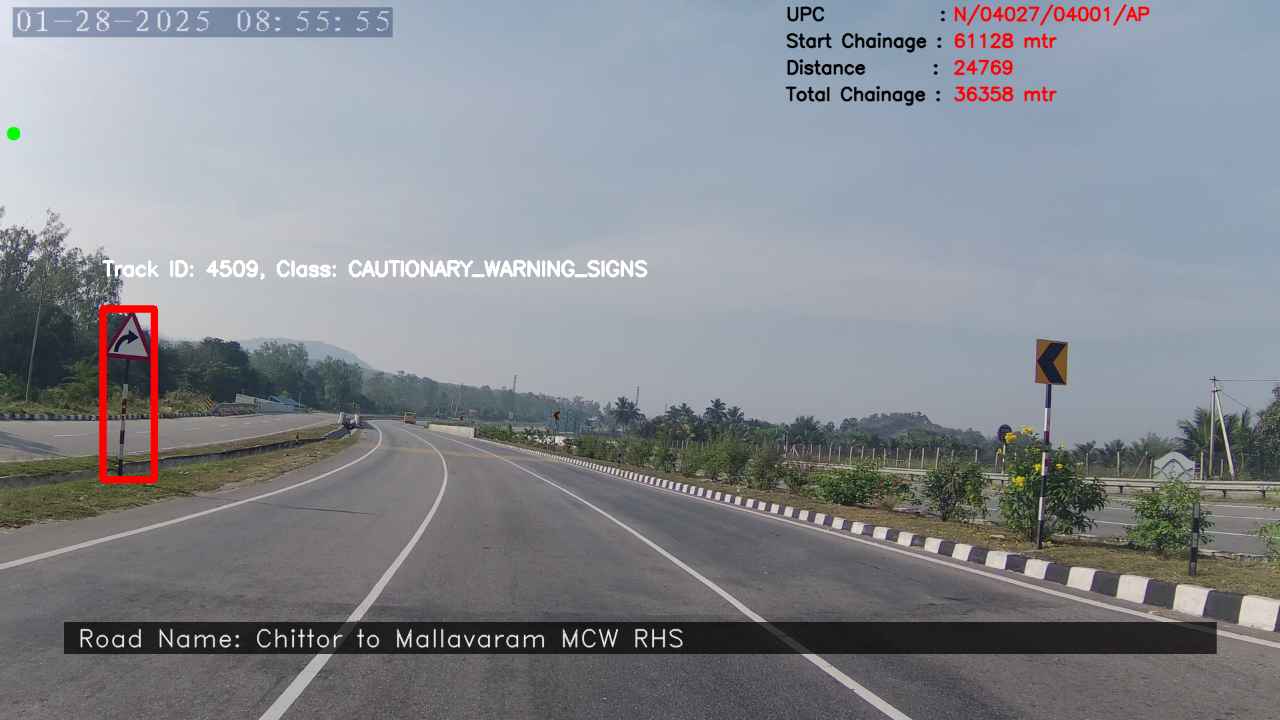 01-28-2025 08:55:55
UPC : N/04027/04001/AP
Start Chainage : 61128 mtr
Distance : 24769
Total Chainage : 36358 mtr
Track ID: 4509, Class: CAUTIONARY_WARNING_SIGNS
Road Name: Chittor to Mallavaram MCW RHS